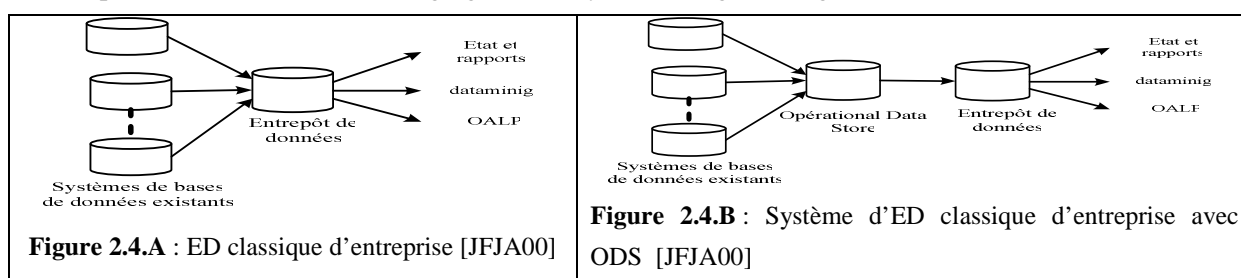 Etat et
rapports
dataminig
OALP
Entrepôt de
données
Systèmes de bases
de données existants
Figure 2.4.A : ED classique d'entreprise [JFJA00]
Etat et
rapports
dataminig
OALP
Opérational Data
Store
Entrepôt de
données
Systèmes de bases
de données existants
Figure 2.4.B : Système d'ED classique d'entreprise avec
ODS [JFJA00]